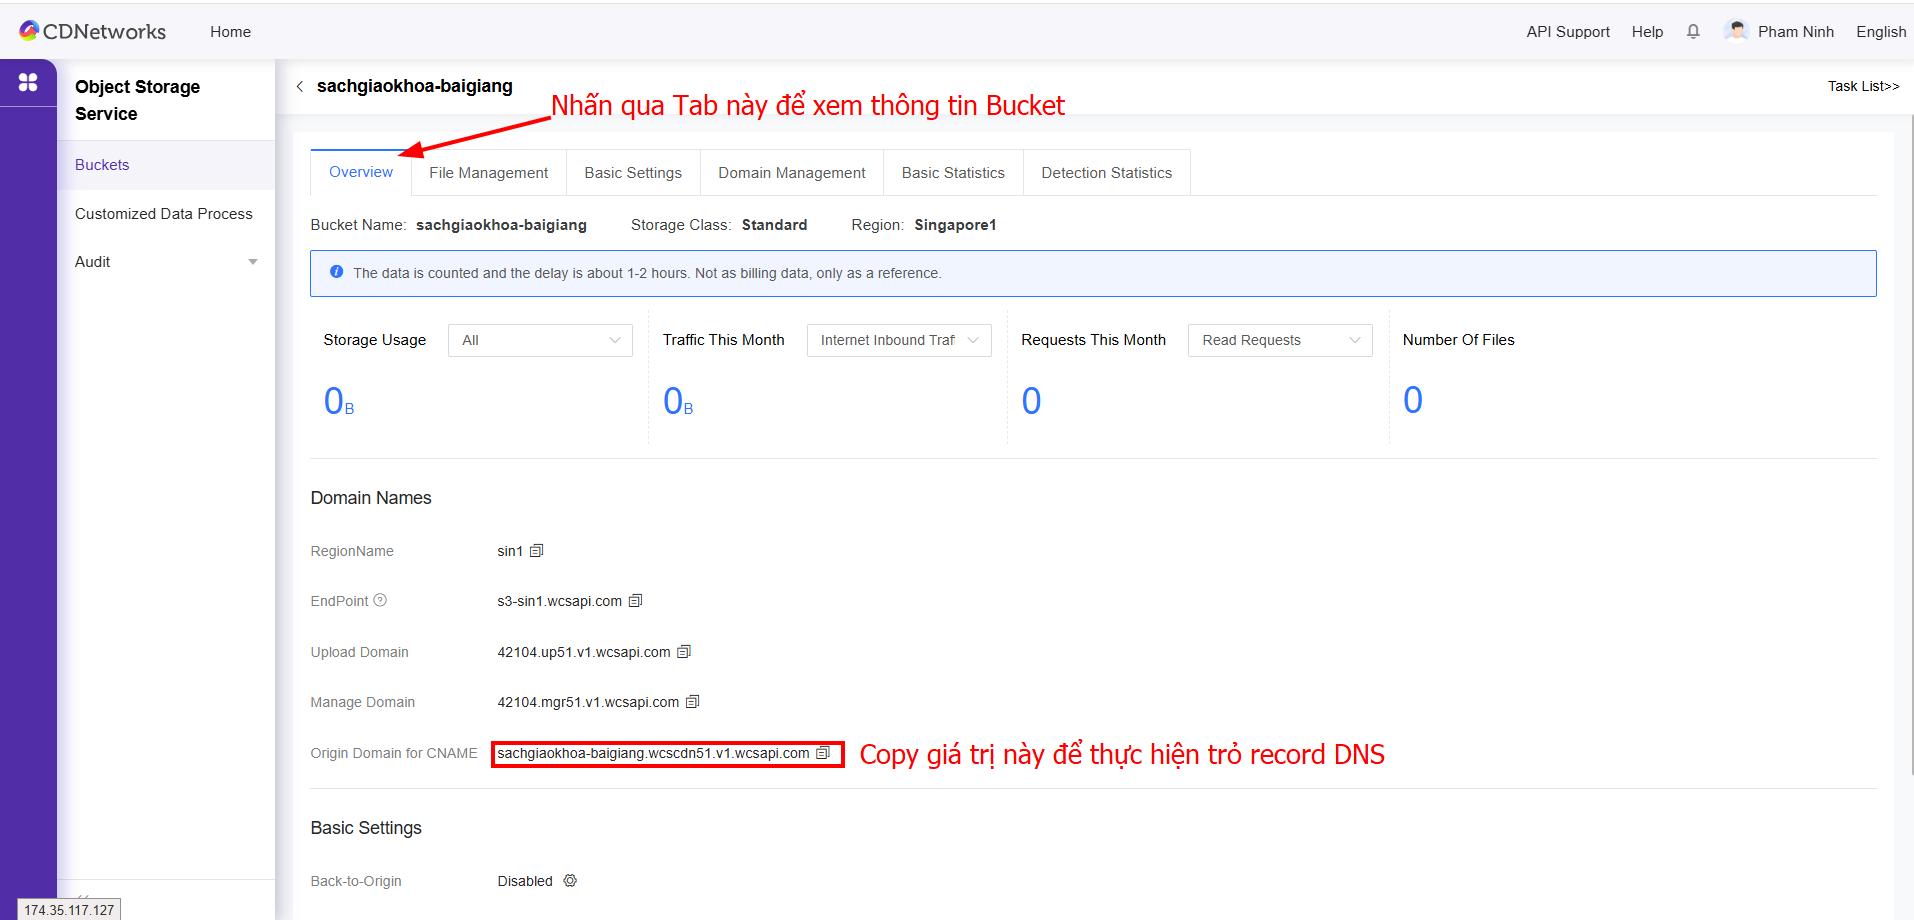 CDNetworks Home API Support Help Pham Ninh English
Object Storage Service
Buckets
Customized Data Process
Audit
sachgiaokhoa-baigiang Task List>>
Nhấn qua Tab này để xem thông tin Bucket
Overview File Management Basic Settings Domain Management Basic Statistics Detection Statistics
Bucket Name: sachgiaokhoa-baigiang Storage Class: Standard Region: Singapore1
The data is counted and the delay is about 1-2 hours. Not as billing data, only as a reference.
Storage Usage All Traffic This Month Internet Inbound Traf Requests This Month Read Requests Number Of Files
0B 0B 0 0
Domain Names
RegionName sin1
EndPoint s3-sin1.wcsapi.com
Upload Domain 42104.up51.v1.wcsapi.com
Manage Domain 42104.mgr51.v1.wcsapi.com
Origin Domain for CNAME sachgiaokhoa-baigiang.wcscdn51.v1.wcsapi.com Copy giá trị này để thực hiện trỏ record DNS
Basic Settings
Back-to-Origin Disabled
174.35.117.127